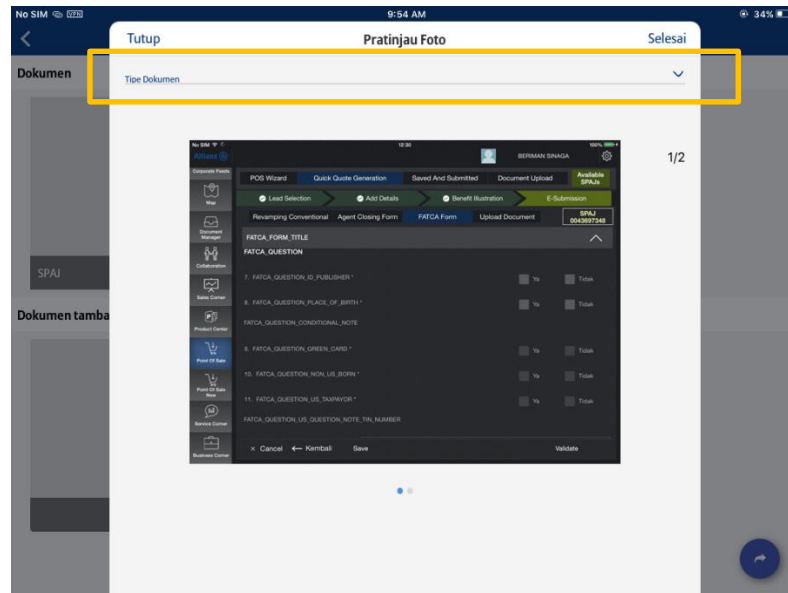 No SIM VPN 9:54 AM 34%
Tutup Pratinjau Foto Selesai
Dokumen
Tipe Dokumen
1/2
No SIM 12:30 100%
Allianz BERIMAN SINAGA
Corporate Feeds
POS Wizard Quick Quote Generation Saved And Submitted Document Upload Available SPAJs
Map
Lead Selection Add Details Benefit Illustration E-Submission
Revamping Conventional Agent Closing Form FATCA Form Upload Document SPAJ 0043697348
Document Manager
FATCA_FORM_TITLE
FATCA_QUESTION
Collaboration
7. FATCA_QUESTION_ID_PUBLISHER * Ya Tidak
Sales Corner
8. FATCA_QUESTION_PLACE_OF_BIRTH * Ya Tidak
FATCA_QUESTION_CONDITIONAL_NOTE
Product Center
9. FATCA_QUESTION_GREEN_CARD * Ya Tidak
Point Of Sale
10. FATCA_QUESTION_NON_US_BORN * Ya Tidak
Point Of Sale New
11. FATCA_QUESTION_US_TAXPAYOR * Ya Tidak
FATCA_QUESTION_US_QUESTION_NOTE_TIN_NUMBER
Service Corner
× Cancel ← Kembali Save Validate
Business Corner
SPAJ
Dokumen tamba